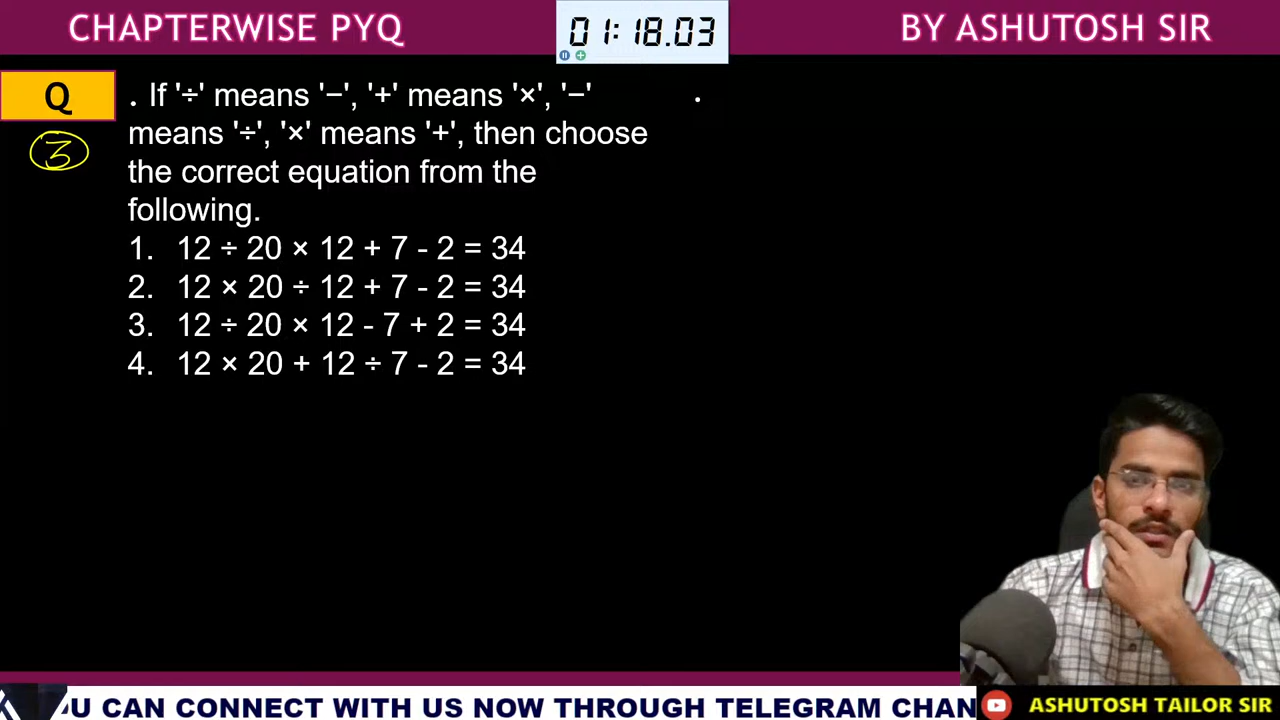 CHAPTERWISE PYQ
01:18.03
BY ASHUTOSH SIR
Q
. If '÷' means '−', '+' means '×', '−'
3
means '÷', '×' means '+', then choose
the correct equation from the
following.
1. 12 ÷ 20 × 12 + 7 - 2 = 34
2. 12 × 20 ÷ 12 + 7 - 2 = 34
3. 12 ÷ 20 × 12 - 7 + 2 = 34
4. 12 × 20 + 12 ÷ 7 - 2 = 34
CAN CONNECT WITH US NOW THROUGH TELEGRAM
ASHUTOSH TAILOR SIR